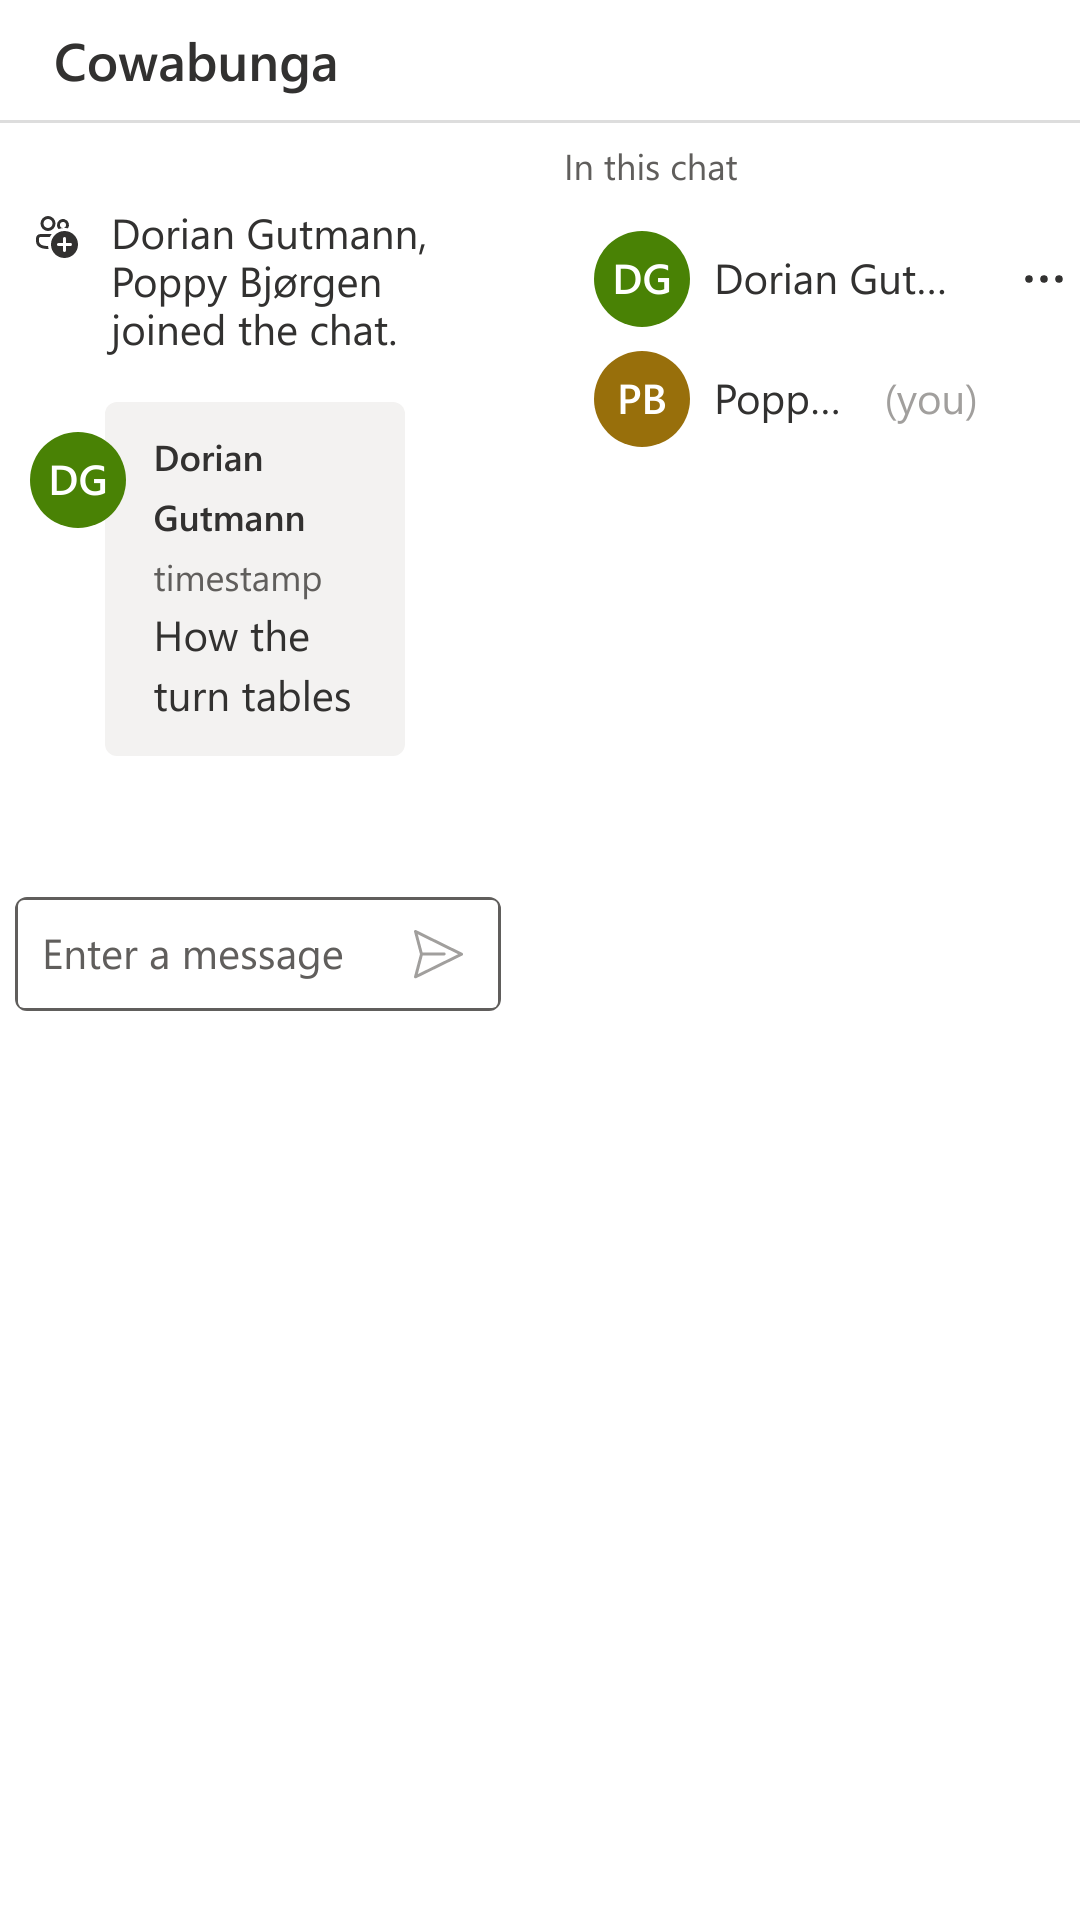 Cowabunga
In this chat
Dorian Gutmann,
Poppy Bjørgen
joined the chat.
DG
Dorian
Gutmann
timestamp
How the
turn tables
Enter a message
DG Dorian Gut...
PB Popp... (you)